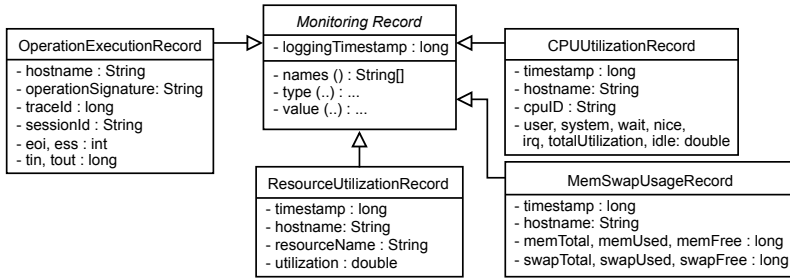 Monitoring Record
- loggingTimestamp : long
- names () : String[]
- type (..) : ...
- value (..) : ...
OperationExecutionRecord
- hostname : String
- operationSignature: String
- traceId : long
- sessionId : String
- eoi, ess : int
- tin, tout : long
CPUUtilizationRecord
- timestamp : long
- hostname: String
- cpuID : String
- user, system, wait, nice,
irq, totalUtilization, idle: double
ResourceUtilizationRecord
- timestamp : long
- hostname: String
- resourceName : String
- utilization : double
MemSwapUsageRecord
- timestamp : long
- hostname: String
- memTotal, memUsed, memFree : long
- swapTotal, swapUsed, swapFree : long